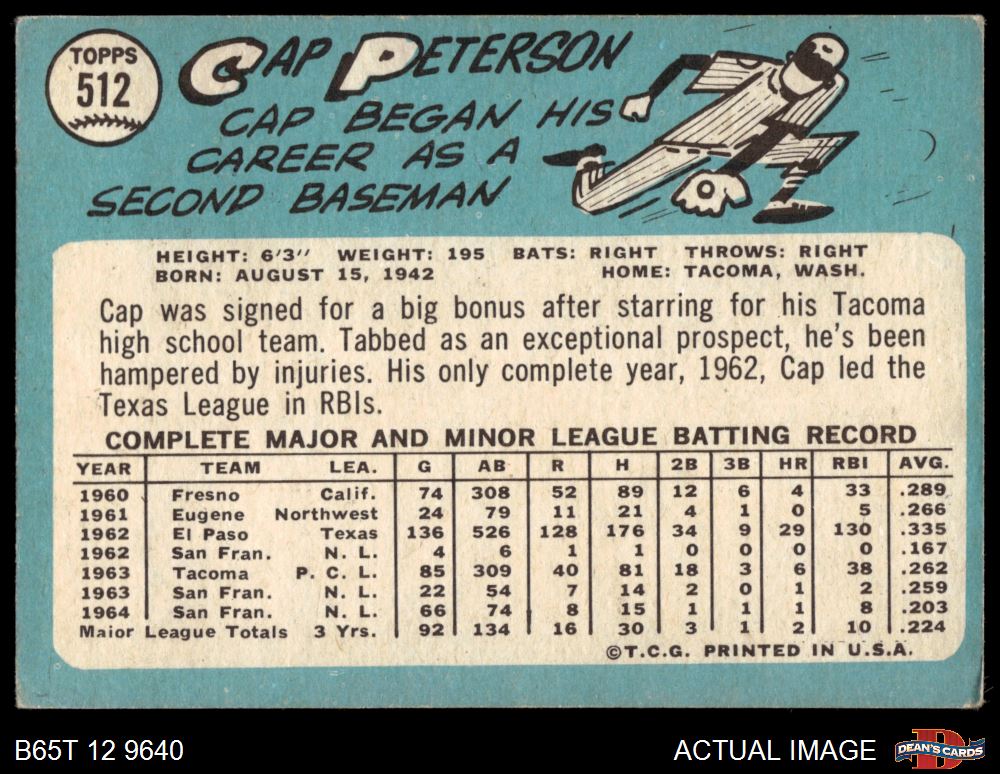 TOPPS
512
CAP PETERSON
CAP BEGAN HIS
CAREER AS A
SECOND BASEMAN
HEIGHT: 6'3" WEIGHT: 195 BATS: RIGHT THROWS: RIGHT
BORN: AUGUST 15, 1942 HOME: TACOMA, WASH.
Cap was signed for a big bonus after starring for his Tacoma
high school team. Tabbed as an exceptional prospect, he's been
hampered by injuries. His only complete year, 1962, Cap led the
Texas League in RBIs.
COMPLETE MAJOR AND MINOR LEAGUE BATTING RECORD
YEAR TEAM LEA. G AB R H 2B 3B HR RBI AVG.
1960 Fresno Calif. 74 308 52 89 12 6 4 33 .289
1961 Eugene Northwest 24 79 11 21 4 1 0 5 .266
1962 El Paso Texas 136 526 128 176 34 9 29 130 .335
1962 San Fran. N. L. 4 6 1 1 0 0 0 0 .167
1963 Tacoma P. C. L. 85 309 40 81 18 3 6 38 .262
1963 San Fran. N. L. 22 54 7 14 2 0 1 2 .259
1964 San Fran. N. L. 66 74 8 15 1 1 1 8 .203
Major League Totals 3 Yrs. 92 134 16 30 3 1 2 10 .224
©T.C.G. PRINTED IN U.S.A.
B65T 12 9640
ACTUAL IMAGE
DEAN'S CARDS